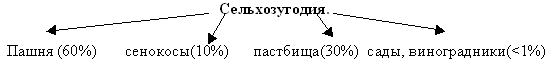 Сельхозугодия.
Пашня (60%) сенокосы(10%) пастбища(30%) сады, виноградники(<1%)